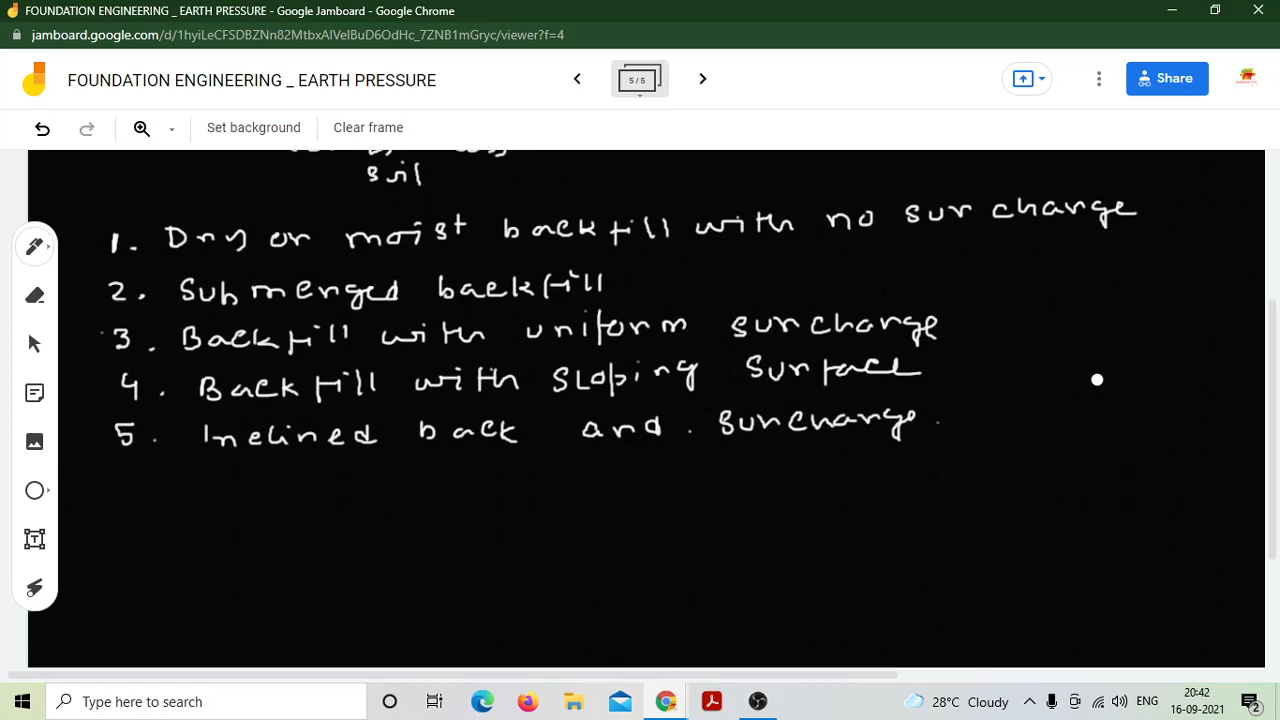 FOUNDATION ENGINEERING _ EARTH PRESSURE - Google Jamboard - Google Chrome
jamboard.google.com/d/1hyiLeCFSDBZNn82MtbxAIVelBuD6OdHc_7ZNB1mGryc/viewer?f=4
FOUNDATION ENGINEERING _ EARTH PRESSURE
5/5
Share
Set background
Clear frame
soil
1. Dry or moist backfill with no surcharge
2. Submerged backfill
3. Backfill with uniform surcharge
4. Backfill with sloping surface
5. Inclined back and surcharge.
Type here to search
28°C Cloudy
ENG
20:42
16-09-2021
2